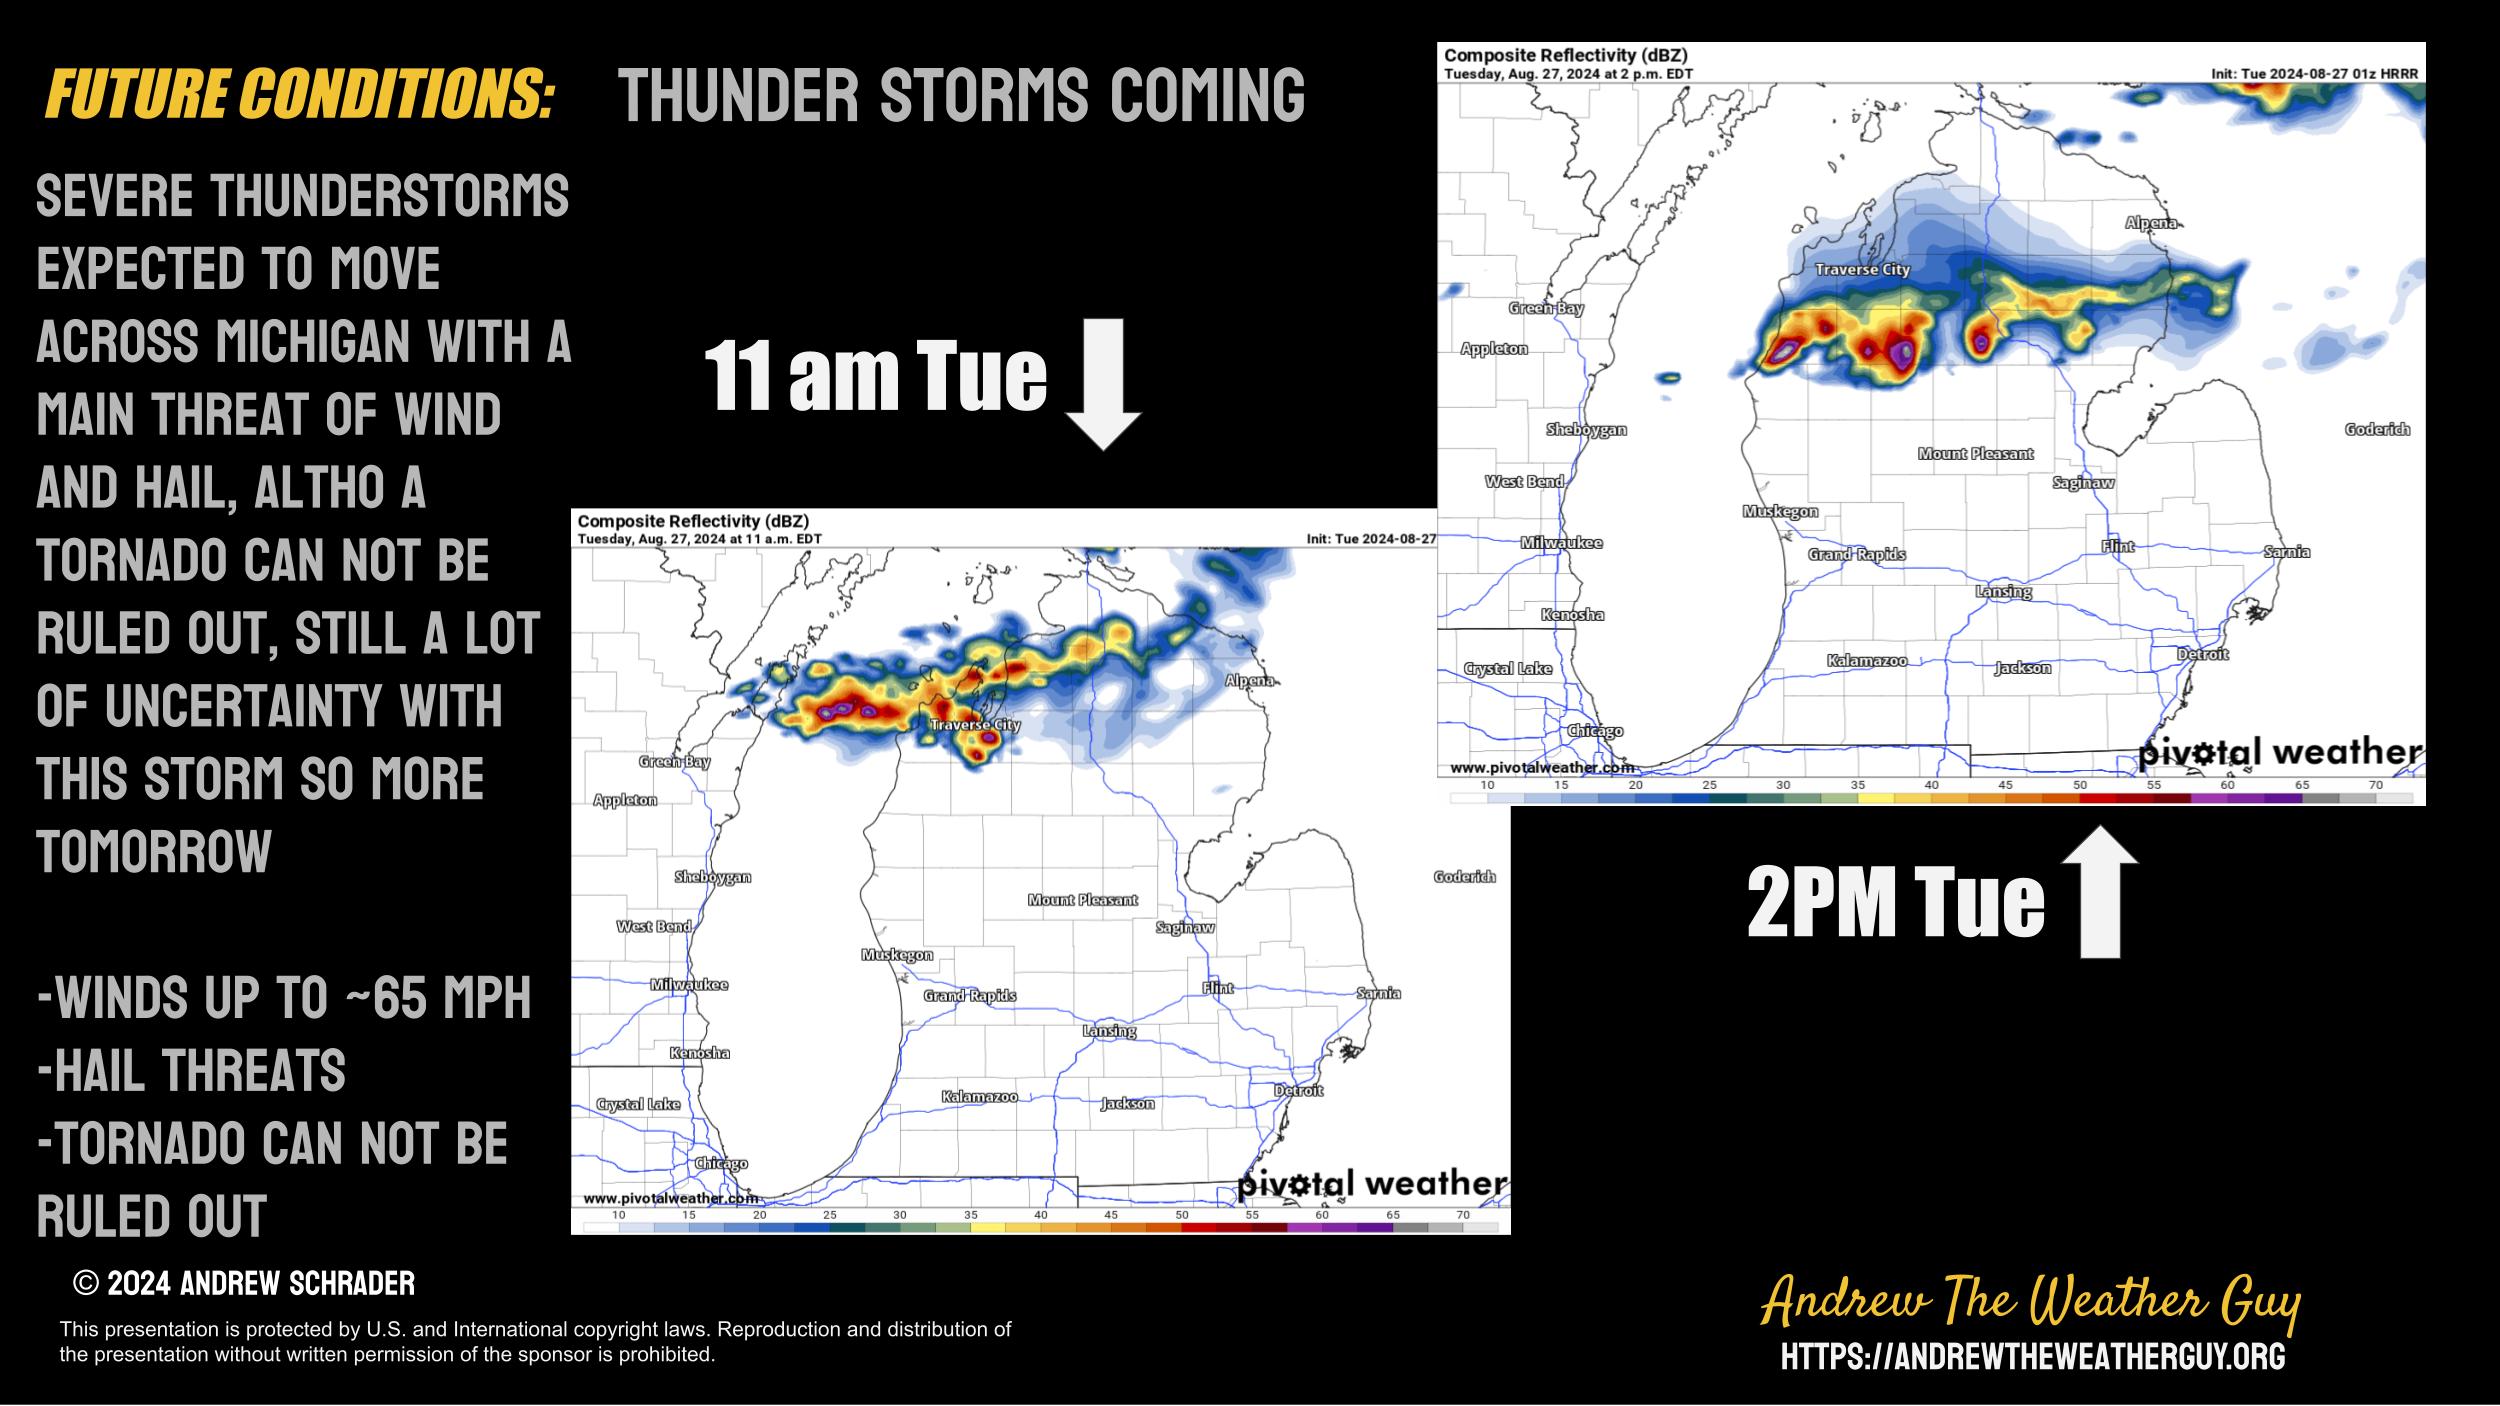 FUTURE CONDITIONS:
THUNDER STORMS COMING
SEVERE THUNDERSTORMS
EXPECTED TO MOVE
ACROSS MICHIGAN WITH A
MAIN THREAT OF WIND
AND HAIL, ALTHO A
TORNADO CAN NOT BE
RULED OUT, STILL A LOT
OF UNCERTAINTY WITH
THIS STORM SO MORE
TOMORROW
-WINDS UP TO ~65 MPH
-HAIL THREATS
-TORNADO CAN NOT BE
RULED OUT
11 am Tue
Composite Reflectivity (dBZ)
Tuesday, Aug. 27, 2024 at 11 a.m. EDT
Init: Tue 2024-08-27
Alpena
Traverse City
Green Bay
Appleton
Sheboygan
Goderich
Mount Pleasant
West Bend
Saginaw
Muskegon
Milwaukee
Grand Rapids
Flint
Sarnia
Lansing
Kenosha
Detroit
Crystal Lake
Kalamazoo
Jackson
Chicago
www.pivotalweather.com
pivotal weather
10 15 20 25 30 35 40 45 50 55 60 65 70
Composite Reflectivity (dBZ)
Tuesday, Aug. 27, 2024 at 2 p.m. EDT
Init: Tue 2024-08-27 01z HRRR
Alpena
Traverse City
Green Bay
Appleton
Sheboygan
Goderich
Mount Pleasant
West Bend
Saginaw
Muskegon
Milwaukee
Grand Rapids
Flint
Sarnia
Lansing
Kenosha
Detroit
Crystal Lake
Kalamazoo
Jackson
Chicago
www.pivotalweather.com
pivotal weather
10 15 20 25 30 35 40 45 50 55 60 65 70
2PM Tue
© 2024 ANDREW SCHRADER
This presentation is protected by U.S. and International copyright laws. Reproduction and distribution of
the presentation without written permission of the sponsor is prohibited.
Andrew The Weather Guy
HTTPS://ANDREWTHEWEATHERGUY.ORG